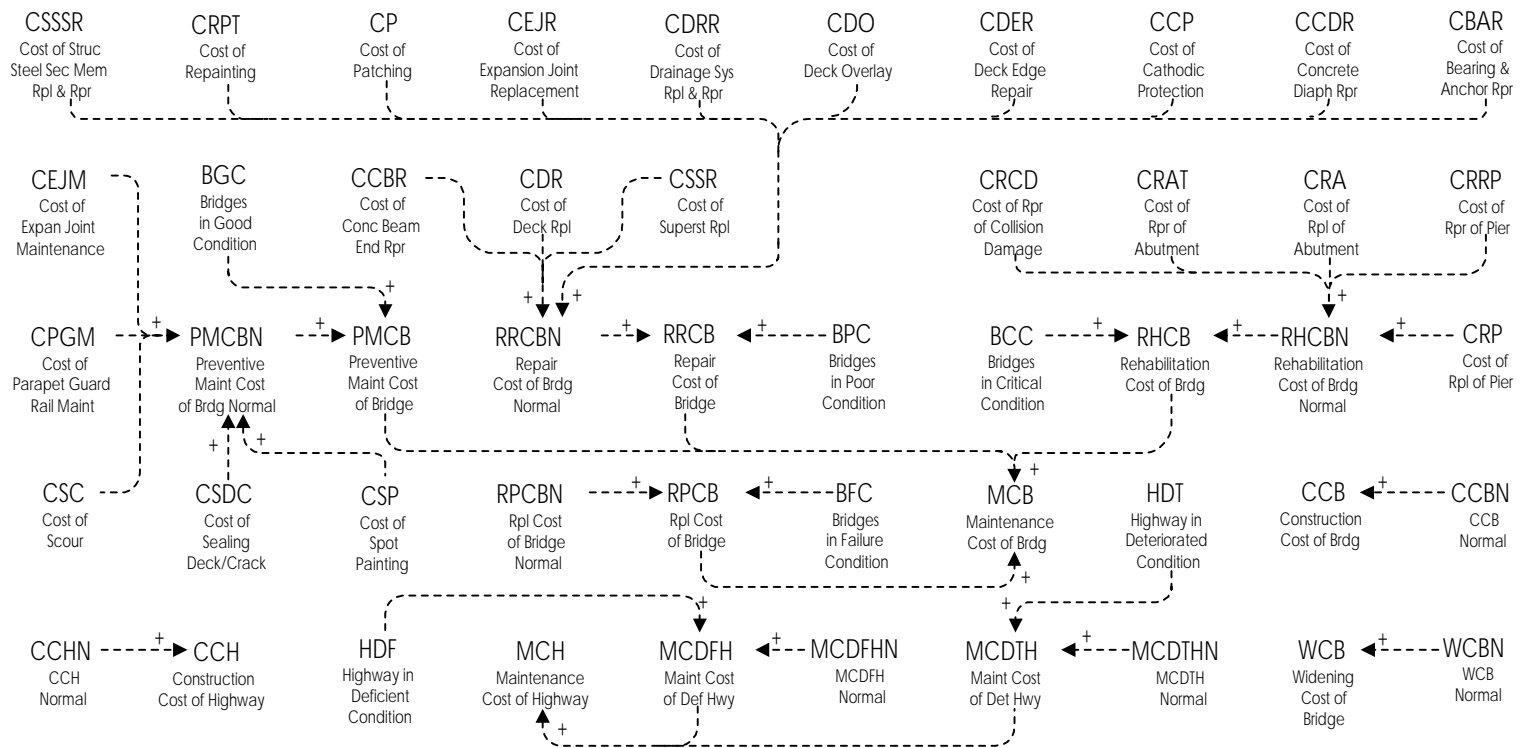 CSSSR
Cost of Struc
Steel Sec Mem
Rpl & Rpr
CRPT
Cost of
Repainting
CP
Cost of
Patching
CEJR
Cost of
Expansion Joint
Replacement
CDRR
Cost of
Drainage Sys
Rpl & Rpr
CDO
Cost of
Deck Overlay
CDER
Cost of
Deck Edge
Repair
CCP
Cost of
Cathodic
Protection
CCDR
Cost of
Concrete
Diaph Rpr
CBAR
Cost of
Bearing &
Anchor Rpr
CEJM
Cost of
Expan Joint
Maintenance
BGC
Bridges
in Good
Condition
CCBR
Cost of
Conc Beam
End Rpr
CDR
Cost of
Deck Rpl
CSSR
Cost of
Superst Rpl
CRCD
Cost of Rpr
of Collision
Damage
CRAT
Cost of
Rpr of
Abutment
CRA
Cost of
Rpl of
Abutment
CRRP
Cost of
Rpr of Pier
+
+
+
+
CPGM
Cost of
Parapet Guard
Rail Maint
+
PMCBN
Preventive
Maint Cost
of Brdg Normal
+
PMCB
Preventive
Maint Cost
of Bridge
RRCBN
Repair
Cost of Brdg
Normal
+
RRCB
Repair
Cost of
Bridge
+
BPC
Bridges
in Poor
Condition
BCC
Bridges
in Critical
Condition
+
RHCB
Rehabilitation
Cost of Brdg
+
RHCBN
Rehabilitation
Cost of Brdg
Normal
+
CRP
Cost of
Rpl of Pier
+
+
+
CSC
Cost of
Scour
CSDC
Cost of
Sealing
Deck/Crack
CSP
Cost of
Spot
Painting
RPCBN
Rpl Cost
of Bridge
Normal
+
RPCB
Rpl Cost
of Bridge
+
BFC
Bridges
in Failure
Condition
MCB
Maintenance
Cost of Brdg
HDT
Highway in
Deteriorated
Condition
CCB
Construction
Cost of Brdg
+
CCBN
CCB
Normal
+
+
+
CCHN
CCH
Normal
+
CCH
Construction
Cost of Highway
HDF
Highway in
Deficient
Condition
MCH
Maintenance
Cost of Highway
MCDFH
Maint Cost
of Def Hwy
+
MCDFHN
MCDFH
Normal
MCDTH
Maint Cost
of Det Hwy
+
MCDTHN
MCDTH
Normal
WCB
Widening
Cost of
Bridge
+
WCBN
WCB
Normal
+